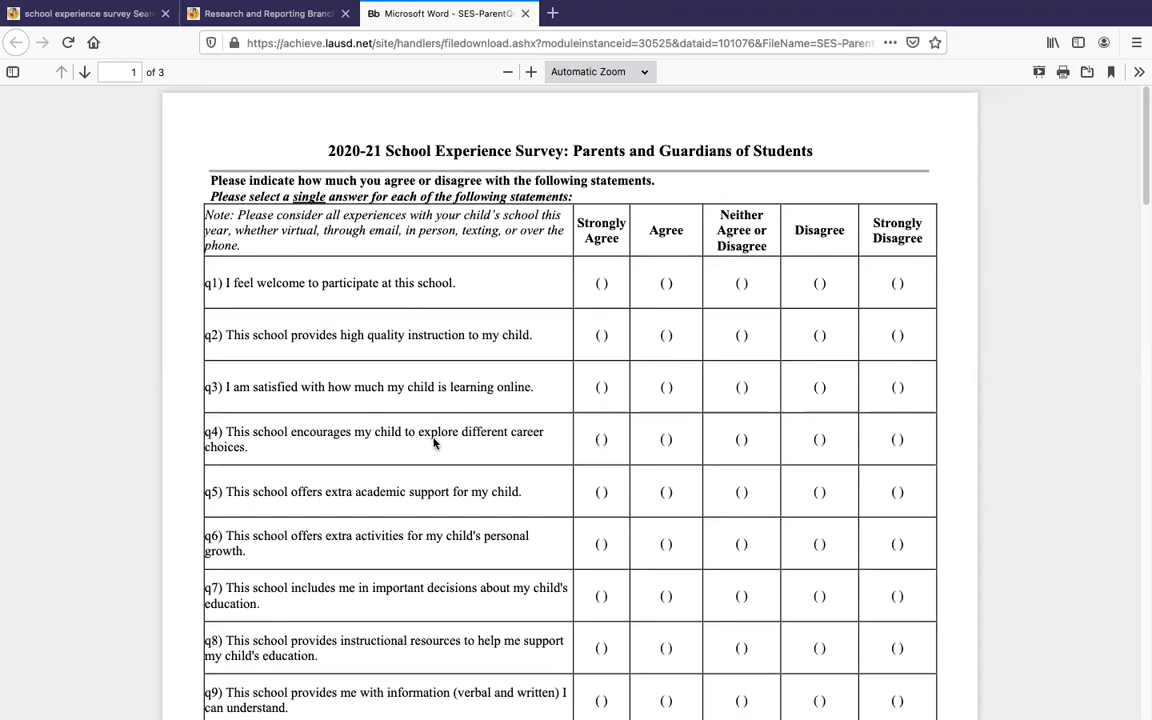 school experience survey Sear
Research and Reporting Branc
Bb Microsoft Word - SES-ParentQ
https://achieve.lausd.net/site/handlers/filedownload.ashx?moduleinstanceid=30525&dataid=101076&FileName=SES-Parent
1 of 3
Automatic Zoom
2020-21 School Experience Survey: Parents and Guardians of Students
Please indicate how much you agree or disagree with the following statements.
Please select a single answer for each of the following statements:
Note: Please consider all experiences with your child's school this
year, whether virtual, through email, in person, texting, or over the
phone.
Strongly
Agree
Agree
Neither
Agree or
Disagree
Disagree
Strongly
Disagree
q1) I feel welcome to participate at this school.
( ) ( ) ( ) ( ) ( )
q2) This school provides high quality instruction to my child.
( ) ( ) ( ) ( ) ( )
q3) I am satisfied with how much my child is learning online.
( ) ( ) ( ) ( ) ( )
q4) This school encourages my child to explore different career
choices.
( ) ( ) ( ) ( ) ( )
q5) This school offers extra academic support for my child.
( ) ( ) ( ) ( ) ( )
q6) This school offers extra activities for my child's personal
growth.
( ) ( ) ( ) ( ) ( )
q7) This school includes me in important decisions about my child's
education.
( ) ( ) ( ) ( ) ( )
q8) This school provides instructional resources to help me support
my child's education.
( ) ( ) ( ) ( ) ( )
q9) This school provides me with information (verbal and written) I
can understand.
( ) ( ) ( ) ( ) ( )